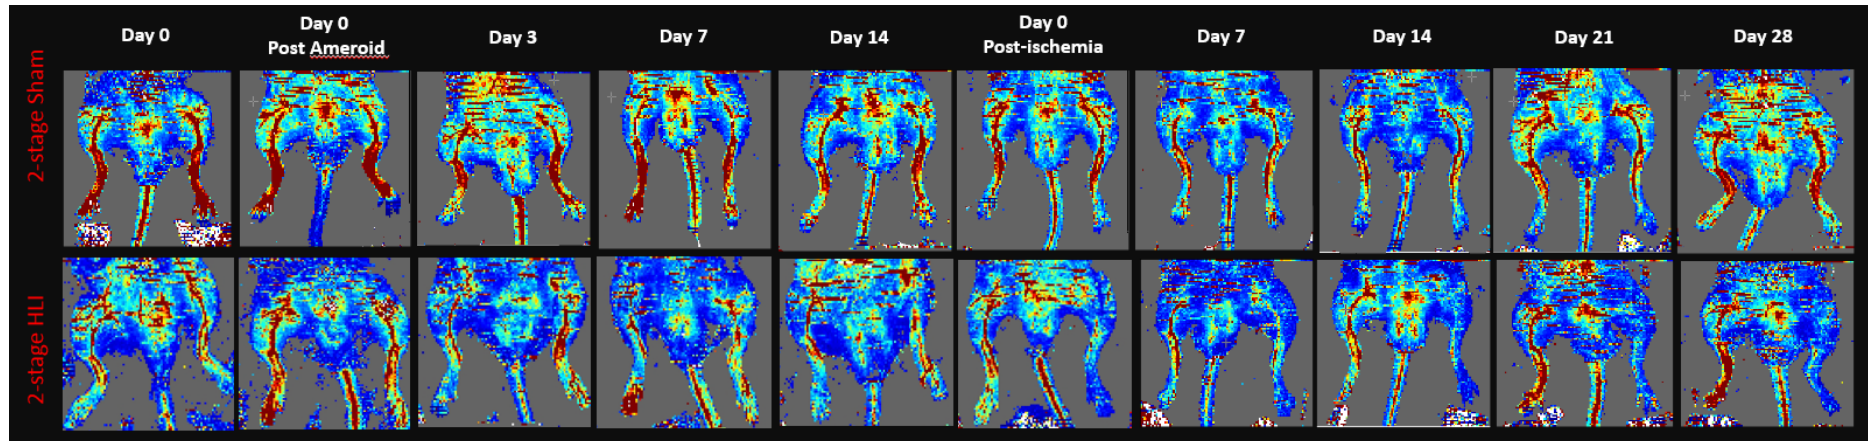 Day 0
Day 0
Post Ameroid
Day 3
Day 7
Day 14
Day 0
Post-ischemia
Day 7
Day 14
Day 21
Day 28
2-stage Sham
2-stage HLI